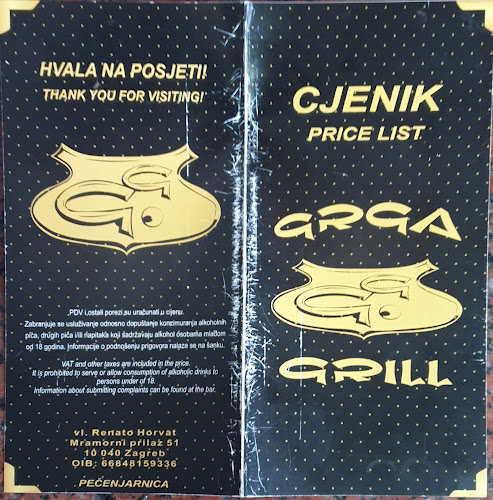 HVALA NA POSJETI!
THANK YOU FOR VISITING!
G
G
PDV i ostali porezi su uračunati u cijenu.
Zabranjuje se usluživanje odnosno dopuštanje konzimuranja alkoholnih
pića, drugih pića i/ili napitaka koji sadržavaju alkohol osobama mlađom
od 18 godina. Informacije o podnošenju prigovora nalaze se na šanku.
VAT and other taxes are included in the price.
It is prohibited to serve or allow consumption of alkoholic drinks to
persons under of 18.
Information about submitting complaints can be found at the bar.
vl. Renato Horvat
Mramorni prilaz 51
10 040 Zagreb
OIB: 66848159336
PEČENJARNICA
CJENIK
PRICE LIST
GRGA
G
G
GRILL